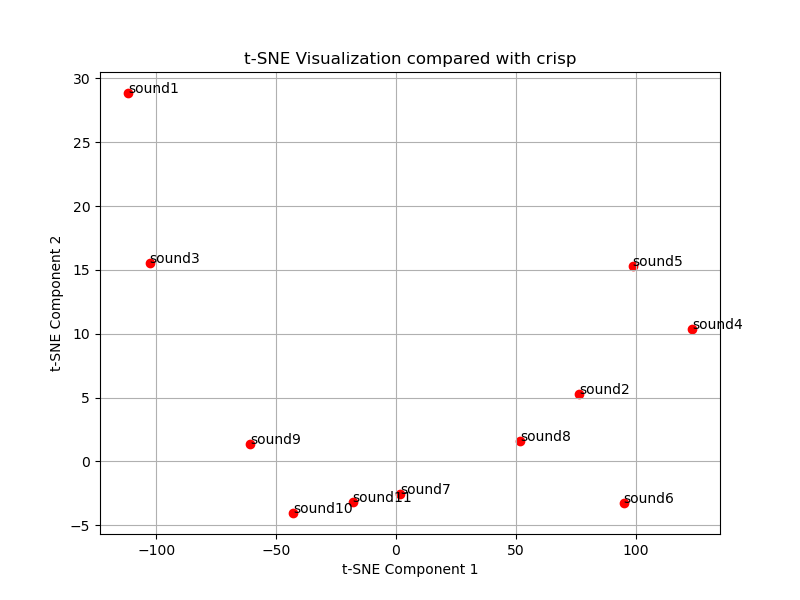 t-SNE Visualization compared with crisp
30
25
20
15
10
5
0
−5
t-SNE Component 2
sound1
sound3
sound5
sound4
sound2
sound9
sound8
sound7
sound11
sound6
sound10
−100
−50
0
50
100
t-SNE Component 1